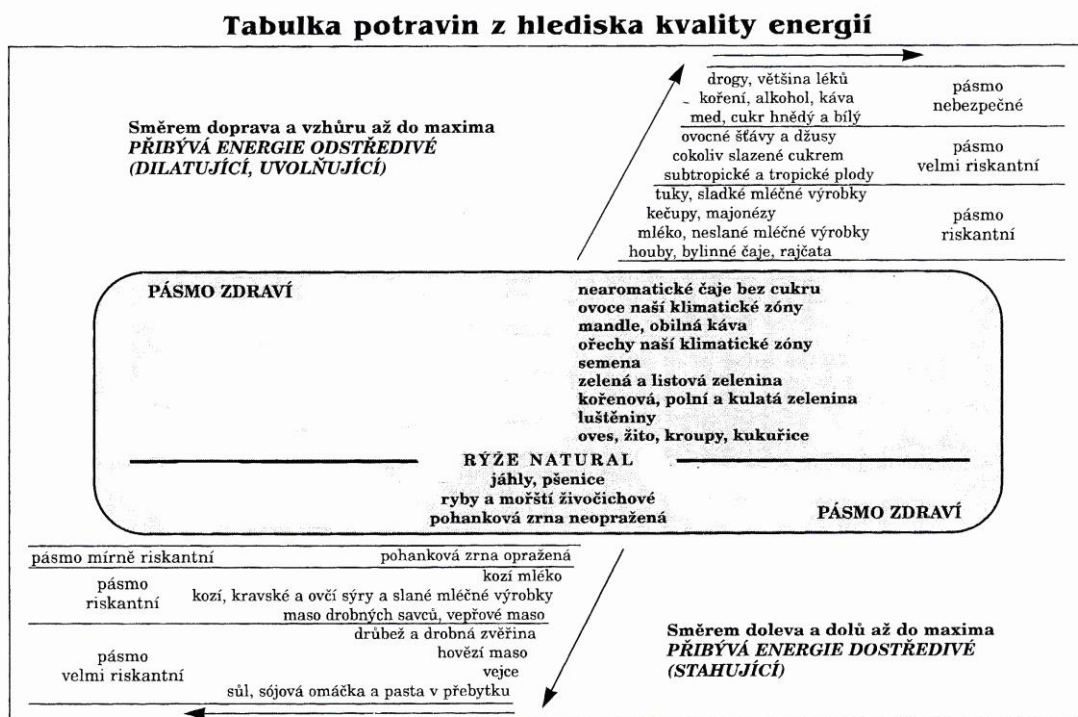 Tabulka potravin z hlediska kvality energií
drogy, většina léků
koření, alkohol, káva
med, cukr hnědý a bílý
pásmo
nebezpečné
Směrem doprava a vzhůru až do maxima
PŘIBÝVÁ ENERGIE ODSTŘEDIVÉ
(DILATUJÍCÍ, UVOLŇUJÍCÍ)
ovocné šťávy a džusy
cokoliv slazené cukrem
subtropické a tropické plody
pásmo
velmi riskantní
tuky, sladké mléčné výrobky
kečupy, majonézy
mléko, neslané mléčné výrobky
houby, bylinné čaje, rajčata
pásmo
riskantní
PÁSMO ZDRAVÍ
nearomatické čaje bez cukru
ovoce naší klimatické zóny
mandle, obilná káva
ořechy naší klimatické zóny
semena
zelená a listová zelenina
kořenová, polní a kulatá zelenina
luštěniny
oves, žito, kroupy, kukuřice
RÝŽE NATURAL
jáhly, pšenice
ryby a mořští živočichové
pohanková zrna neopražená
PÁSMO ZDRAVÍ
pásmo mírně riskantní
pohanková zrna opražená
pásmo
riskantní
kozí mléko
kozí, kravské a ovčí sýry a slané mléčné výrobky
maso drobných savců, vepřové maso
pásmo
velmi riskantní
drůbež a drobná zvěřina
hovězí maso
vejce
sůl, sójová omáčka a pasta v přebytku
Směrem doleva a dolů až do maxima
PŘIBÝVÁ ENERGIE DOSTŘEDIVÉ
(STAHUJÍCÍ)